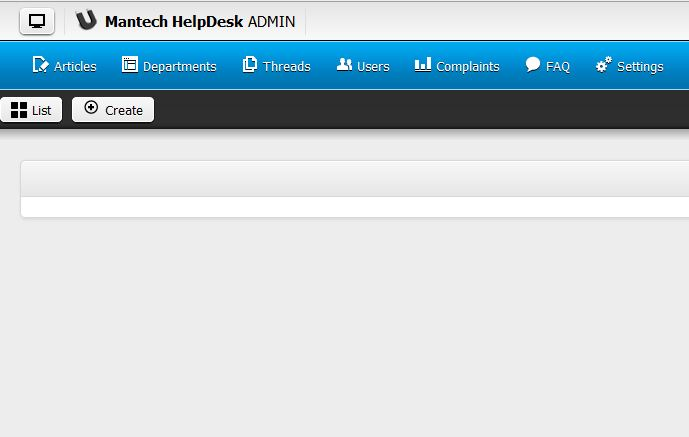 Mantech HelpDesk ADMIN
Articles Departments Threads Users Complaints FAQ Settings
List Create